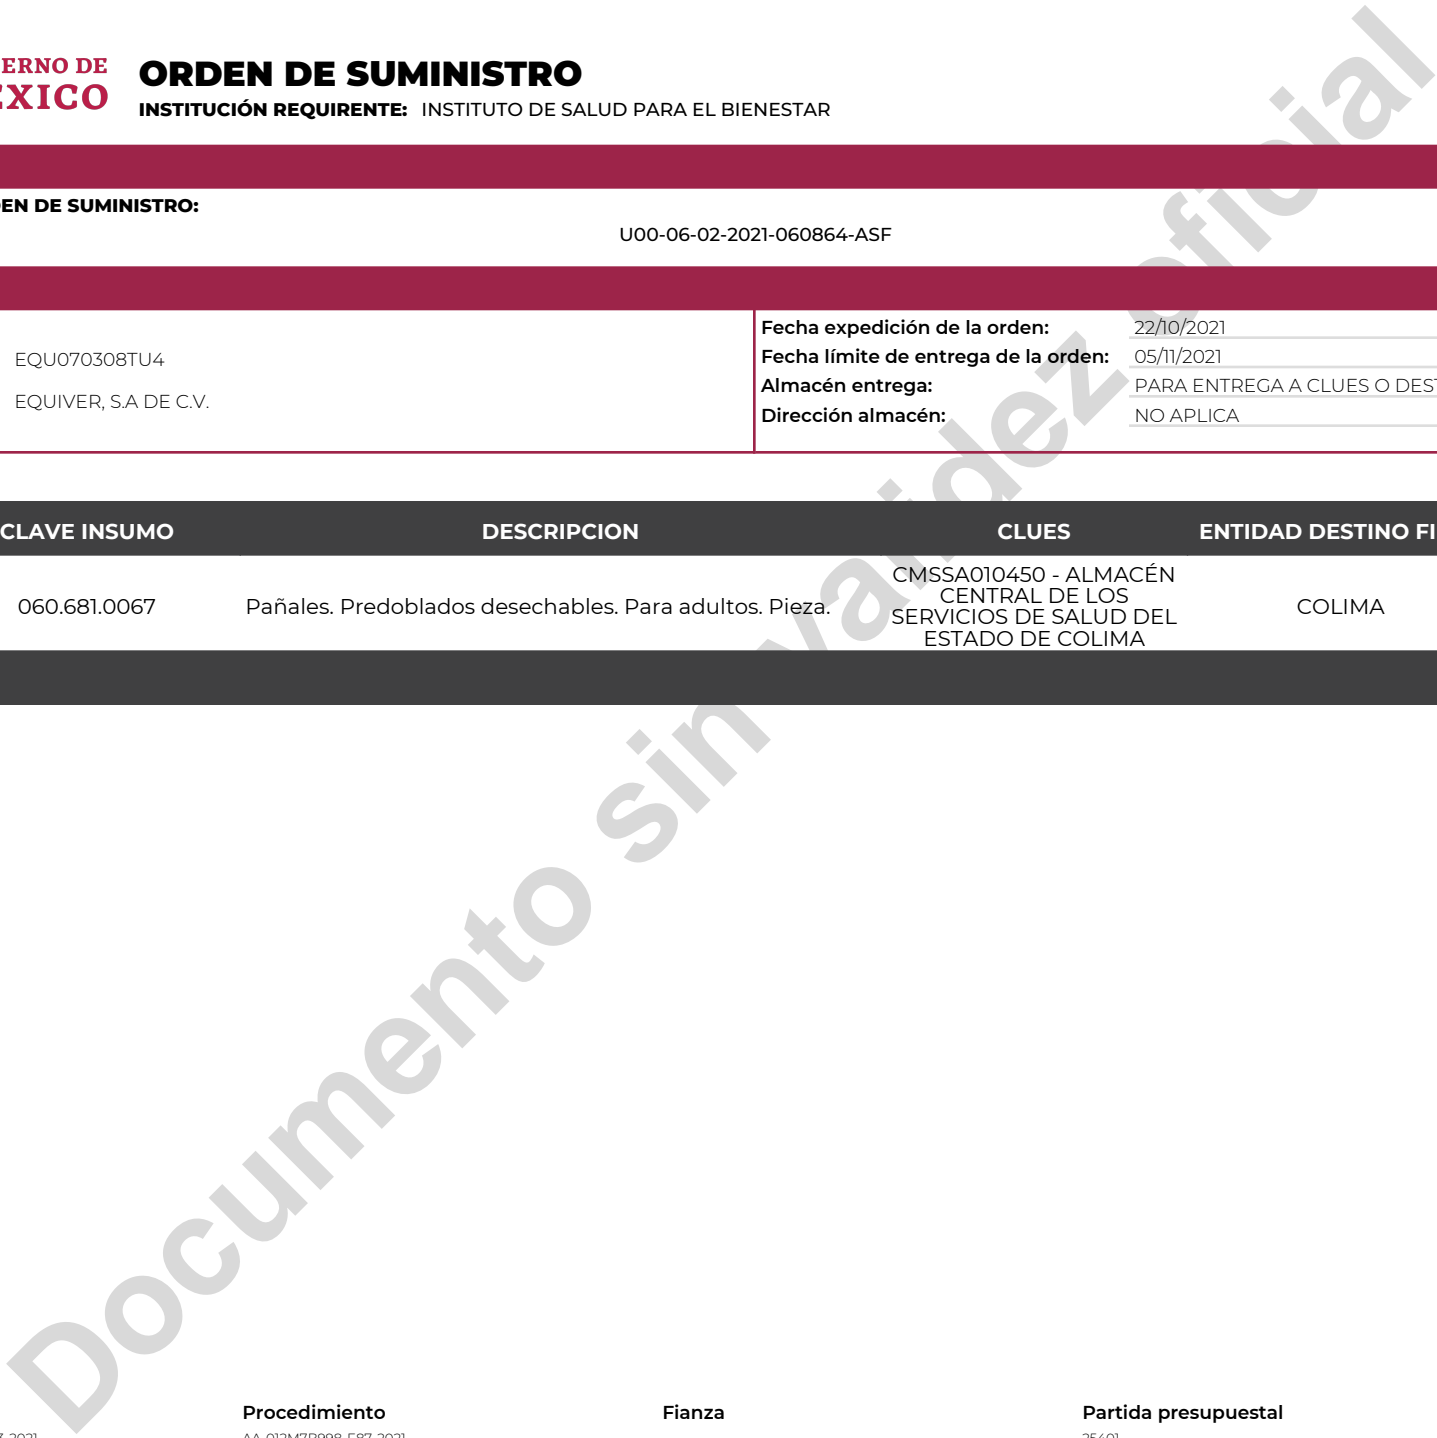 ERNO DE
EXICO
ORDEN DE SUMINISTRO
INSTITUCIÓN REQUIRENTE: INSTITUTO DE SALUD PARA EL BIENESTAR
EN DE SUMINISTRO:
U00-06-02-2021-060864-ASF
EQU070308TU4
EQUIVER, S.A DE C.V.
Fecha expedición de la orden: 22/10/2021
Fecha límite de entrega de la orden: 05/11/2021
Almacén entrega: PARA ENTREGA A CLUES O DEST
Dirección almacén: NO APLICA
CLAVE INSUMO DESCRIPCION CLUES ENTIDAD DESTINO FI
060.681.0067 Pañales. Predoblados desechables. Para adultos. Pieza. CMSSA010450 - ALMACÉN
CENTRAL DE LOS
SERVICIOS DE SALUD DEL
ESTADO DE COLIMA
COLIMA
Documento sin validez oficial
Procedimiento Fianza Partida presupuestal